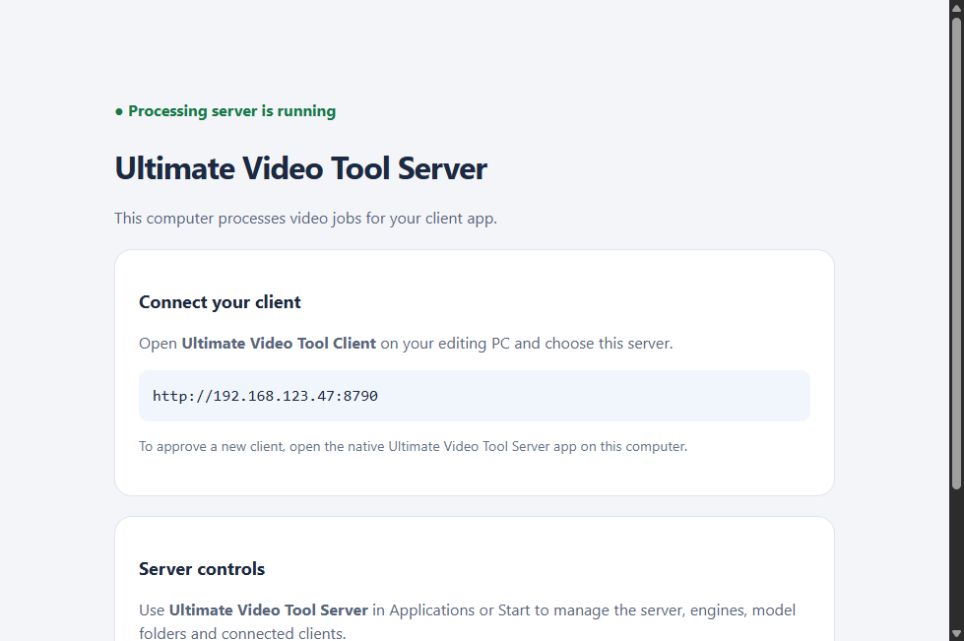 ● Processing server is running
Ultimate Video Tool Server
This computer processes video jobs for your client app.
Connect your client
Open Ultimate Video Tool Client on your editing PC and choose this server.
http://192.168.123.47:8790
To approve a new client, open the native Ultimate Video Tool Server app on this computer.
Server controls
Use Ultimate Video Tool Server in Applications or Start to manage the server, engines, model
folders and connected clients.